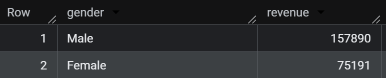 Row gender revenue
1 Male 157890
2 Female 75191